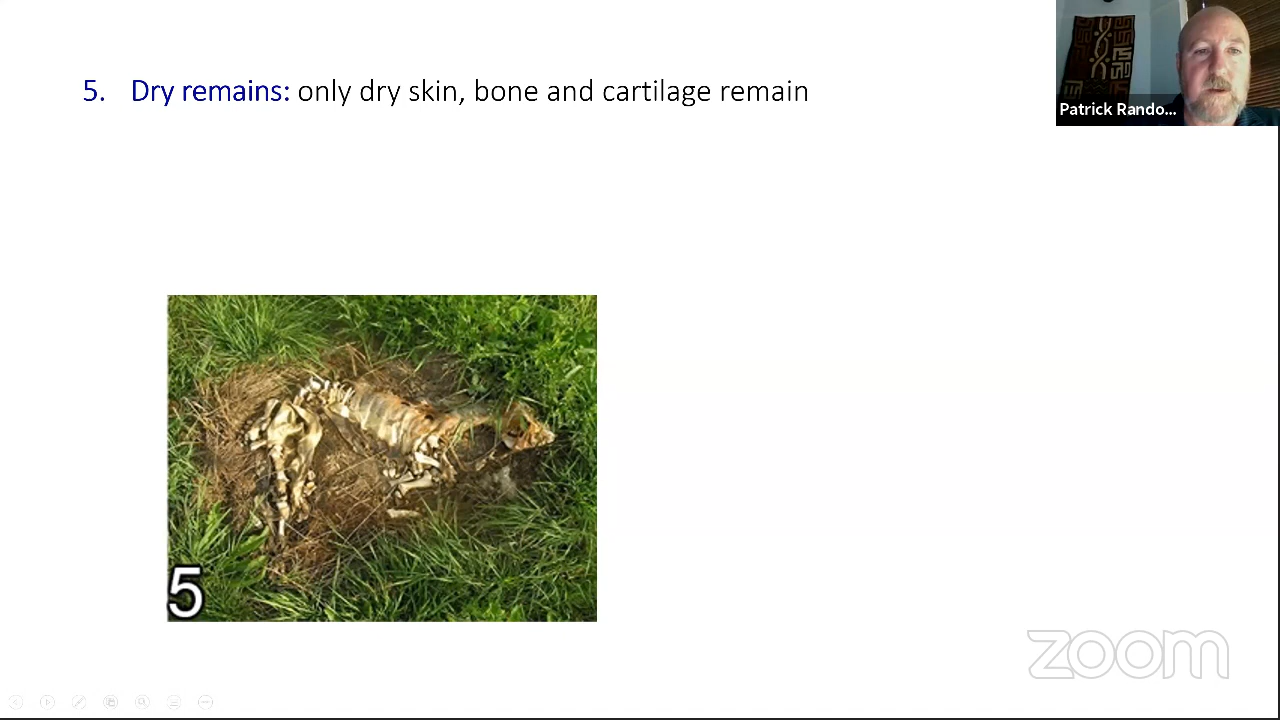 5. Dry remains: only dry skin, bone and cartilage remain
Patrick Rando...
5
zoom